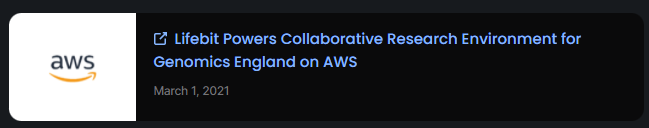 aws
Lifebit Powers Collaborative Research Environment for
Genomics England on AWS
March 1, 2021